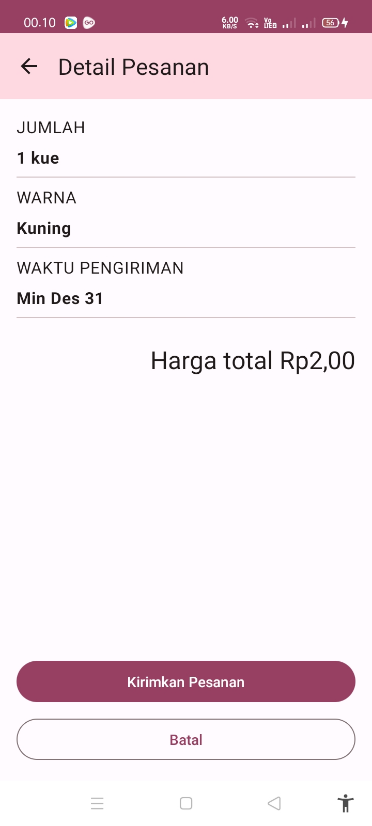 00.10 GO 6.00 KB/S Vo LTE 56
Detail Pesanan
JUMLAH
1 kue
WARNA
Kuning
WAKTU PENGIRIMAN
Min Des 31
Harga total Rp2,00
Kirimkan Pesanan
Batal